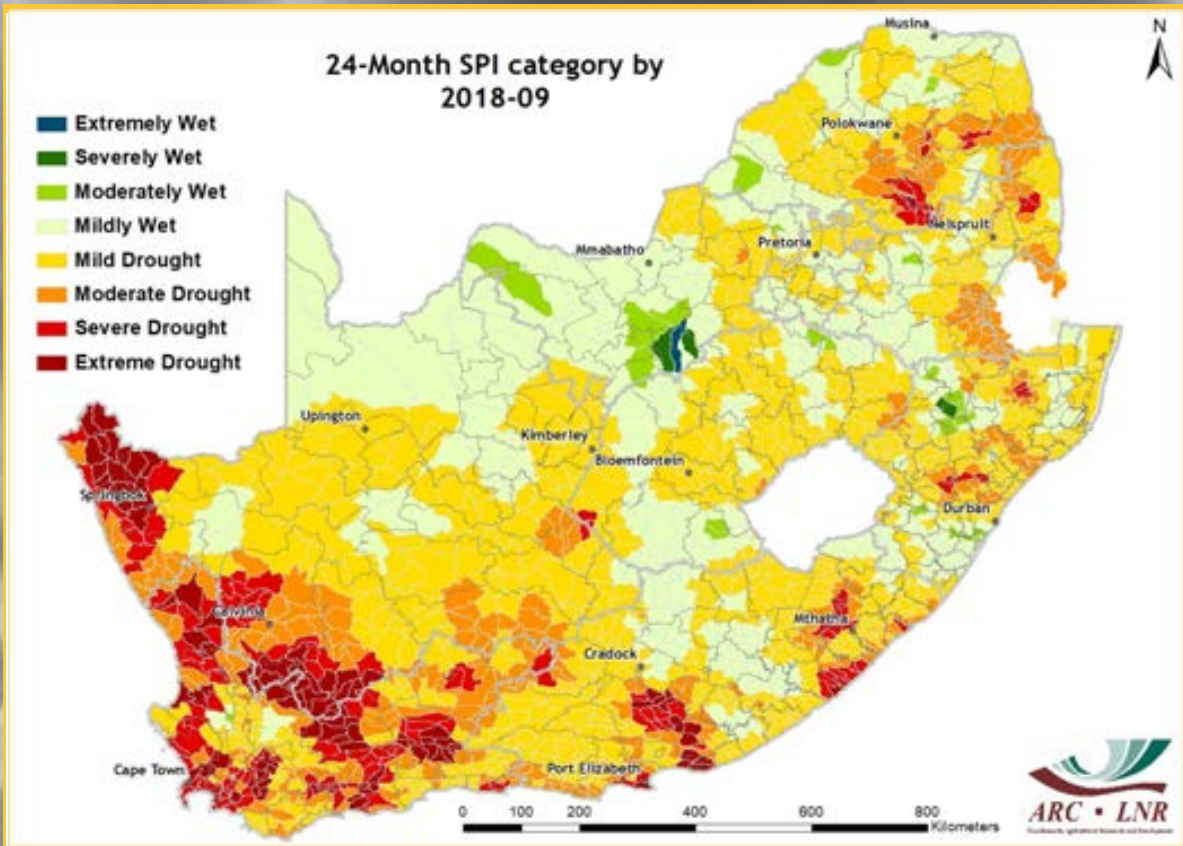 Musina
N
24-Month SPI category by
2018-09
Extremely Wet
Severely Wet
Moderately Wet
Mildly Wet
Mild Drought
Moderate Drought
Severe Drought
Extreme Drought
Polokwane
Nelspruit
Pretoria
Mmabatho
Upington
Kimberley
Bloemfontein
Springbok
Durban
Calvinia
Mthatha
Cradock
Cape Town
Port Elizabeth
0 100 200 400 600 800
Kilometers
ARC • LNR